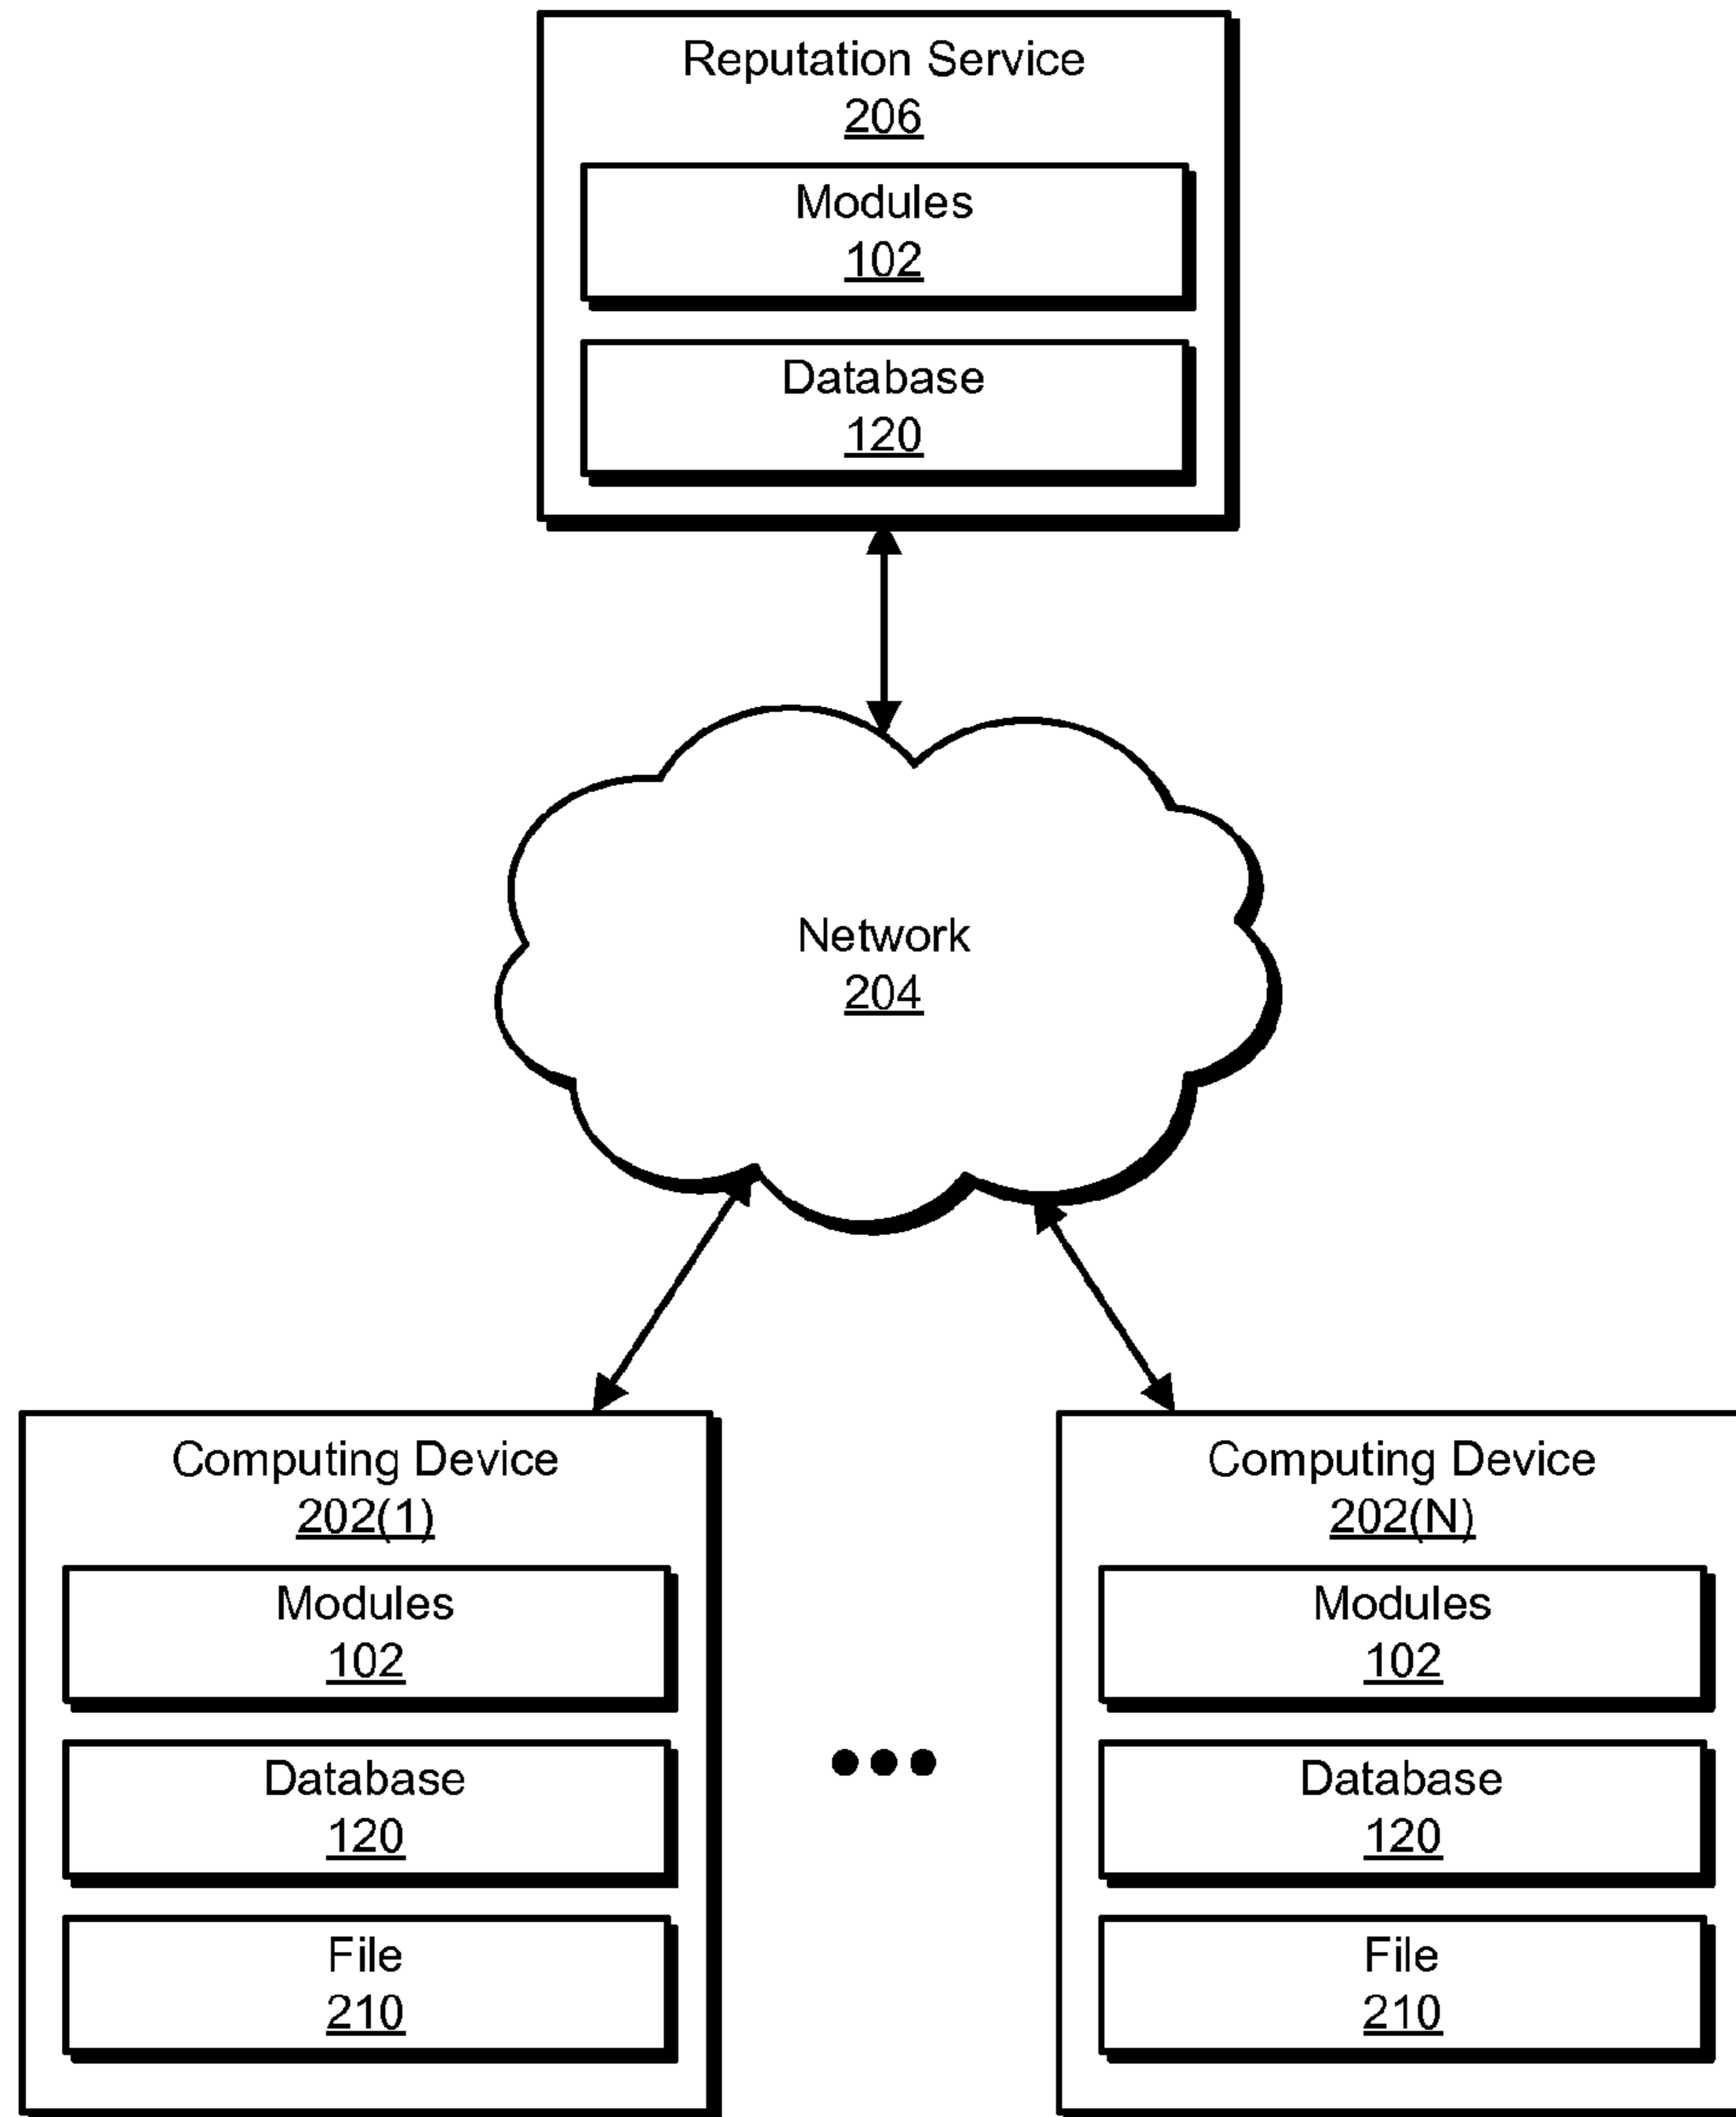 Reputation Service
206
Modules
102
Database
120
Network
204
Computing Device
202(1)
Modules
102
Database
120
File
210
Computing Device
202(N)
Modules
102
Database
120
File
210